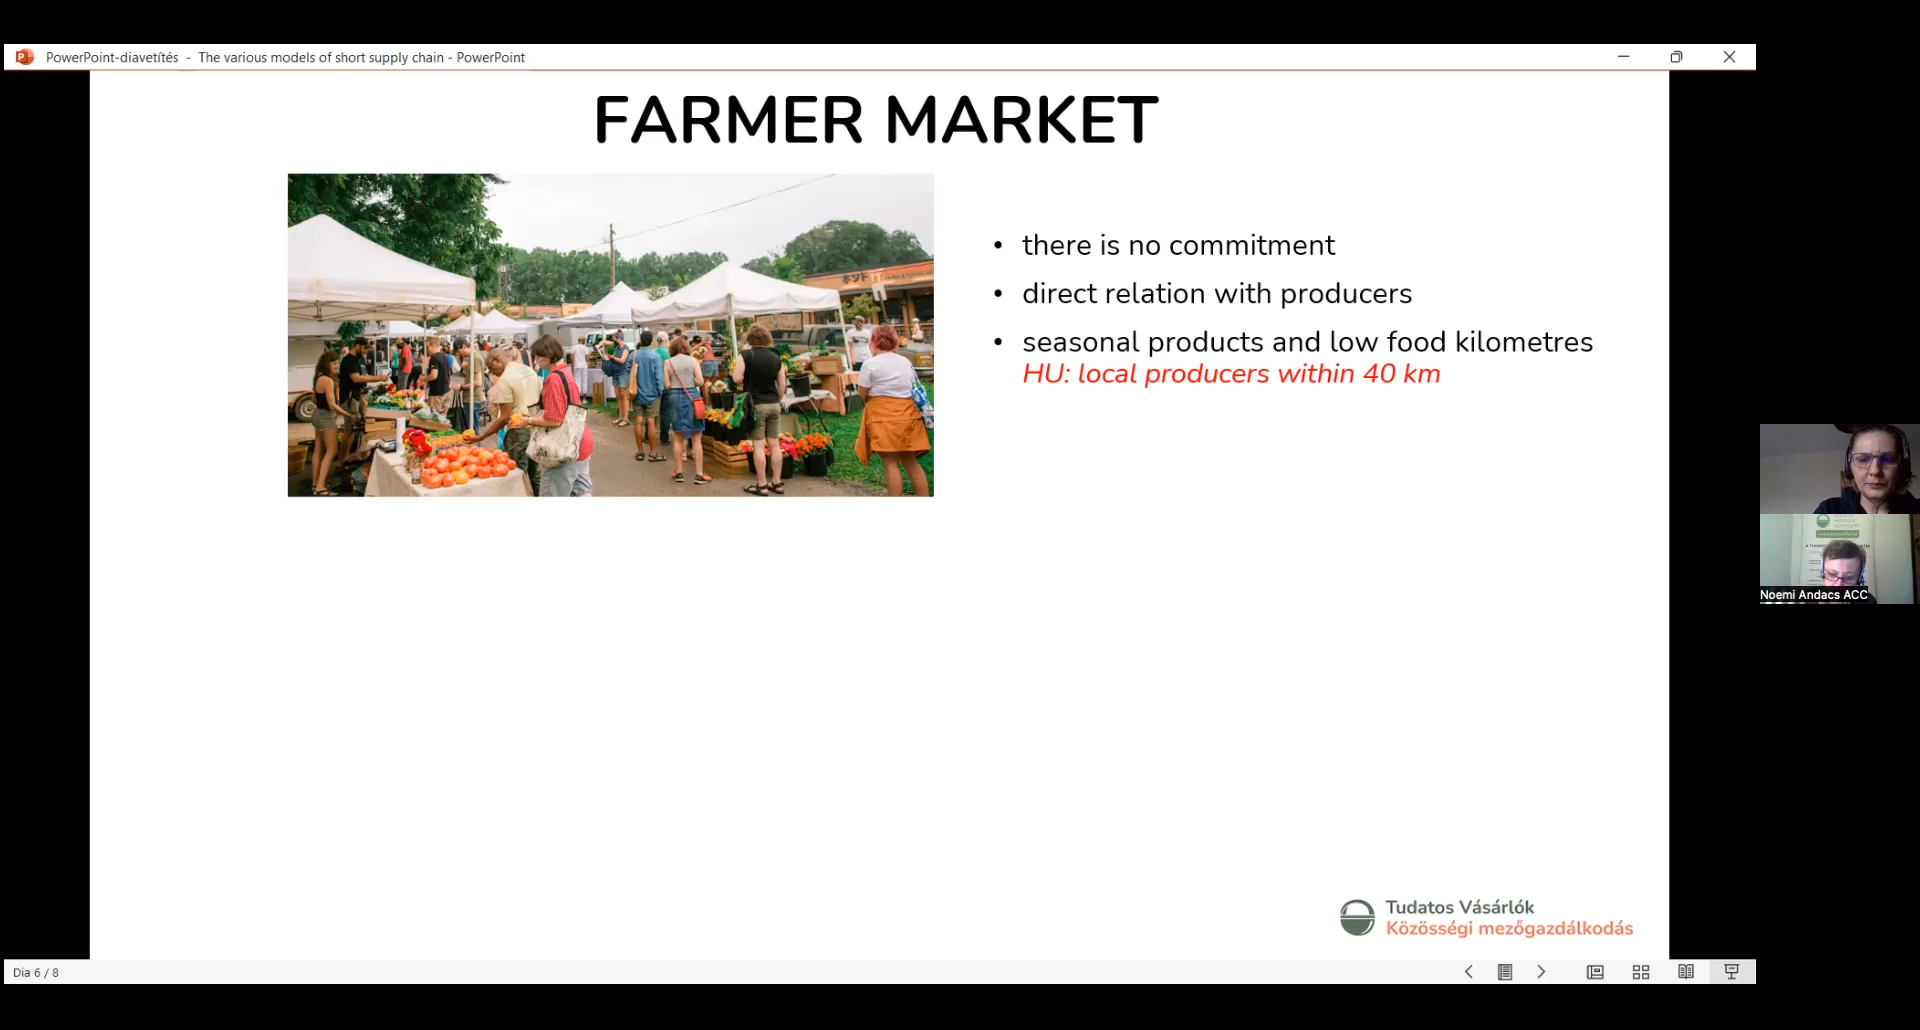 PowerPoint-diavetítés - The various models of short supply chain - PowerPoint
FARMER MARKET
• there is no commitment
• direct relation with producers
• seasonal products and low food kilometres
HU: local producers within 40 km
Noemi Andacs ACC
Tudatos Vásárlók
Közösségi mezőgazdálkodás
Dia 6 / 8